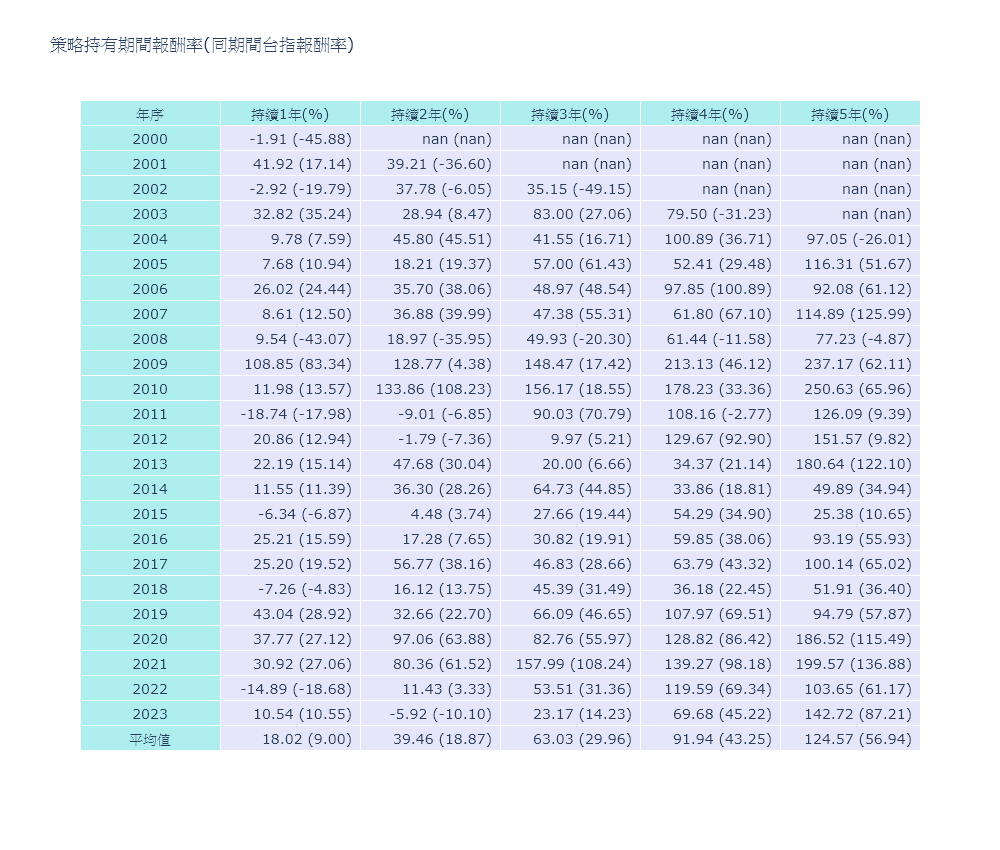 策略持有期間報酬率(同期間台指報酬率)
年序 持續1年(%) 持續2年(%) 持續3年(%) 持續4年(%) 持續5年(%)
2000 -1.91 (-45.88) nan (nan) nan (nan) nan (nan) nan (nan)
2001 41.92 (17.14) 39.21 (-36.60) nan (nan) nan (nan) nan (nan)
2002 -2.92 (-19.79) 37.78 (-6.05) 35.15 (-49.15) nan (nan) nan (nan)
2003 32.82 (35.24) 28.94 (8.47) 83.00 (27.06) 79.50 (-31.23) nan (nan)
2004 9.78 (7.59) 45.80 (45.51) 41.55 (16.71) 100.89 (36.71) 97.05 (-26.01)
2005 7.68 (10.94) 18.21 (19.37) 57.00 (61.43) 52.41 (29.48) 116.31 (51.67)
2006 26.02 (24.44) 35.70 (38.06) 48.97 (48.54) 97.85 (100.89) 92.08 (61.12)
2007 8.61 (12.50) 36.88 (39.99) 47.38 (55.31) 61.80 (67.10) 114.89 (125.99)
2008 9.54 (-43.07) 18.97 (-35.95) 49.93 (-20.30) 61.44 (-11.58) 77.23 (-4.87)
2009 108.85 (83.34) 128.77 (4.38) 148.47 (17.42) 213.13 (46.12) 237.17 (62.11)
2010 11.98 (13.57) 133.86 (108.23) 156.17 (18.55) 178.23 (33.36) 250.63 (65.96)
2011 -18.74 (-17.98) -9.01 (-6.85) 90.03 (70.79) 108.16 (-2.77) 126.09 (9.39)
2012 20.86 (12.94) -1.79 (-7.36) 9.97 (5.21) 129.67 (92.90) 151.57 (9.82)
2013 22.19 (15.14) 47.68 (30.04) 20.00 (6.66) 34.37 (21.14) 180.64 (122.10)
2014 11.55 (11.39) 36.30 (28.26) 64.73 (44.85) 33.86 (18.81) 49.89 (34.94)
2015 -6.34 (-6.87) 4.48 (3.74) 27.66 (19.44) 54.29 (34.90) 25.38 (10.65)
2016 25.21 (15.59) 17.28 (7.65) 30.82 (19.91) 59.85 (38.06) 93.19 (55.93)
2017 25.20 (19.52) 56.77 (38.16) 46.83 (28.66) 63.79 (43.32) 100.14 (65.02)
2018 -7.26 (-4.83) 16.12 (13.75) 45.39 (31.49) 36.18 (22.45) 51.91 (36.40)
2019 43.04 (28.92) 32.66 (22.70) 66.09 (46.65) 107.97 (69.51) 94.79 (57.87)
2020 37.77 (27.12) 97.06 (63.88) 82.76 (55.97) 128.82 (86.42) 186.52 (115.49)
2021 30.92 (27.06) 80.36 (61.52) 157.99 (108.24) 139.27 (98.18) 199.57 (136.88)
2022 -14.89 (-18.68) 11.43 (3.33) 53.51 (31.36) 119.59 (69.34) 103.65 (61.17)
2023 10.54 (10.55) -5.92 (-10.10) 23.17 (14.23) 69.68 (45.22) 142.72 (87.21)
平均值 18.02 (9.00) 39.46 (18.87) 63.03 (29.96) 91.94 (43.25) 124.57 (56.94)